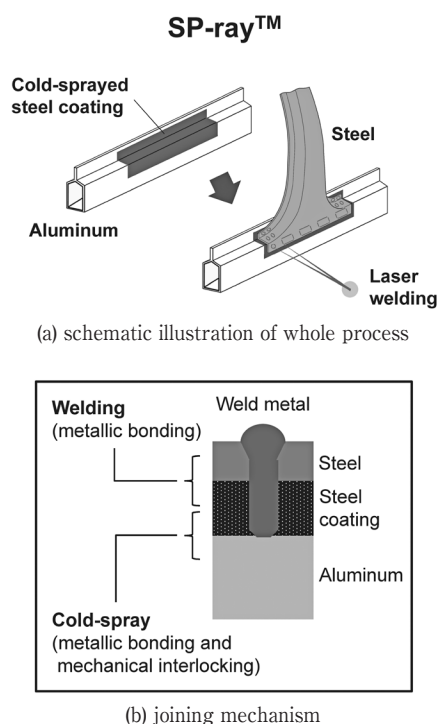 SP-ray™
Cold-sprayed
steel coating
Steel
Aluminum
Laser
welding
(a) schematic illustration of whole process
Welding
(metallic bonding)
Weld metal
Steel
Steel
coating
Aluminum
Cold-spray
(metallic bonding and
mechanical interlocking)
(b) joining mechanism